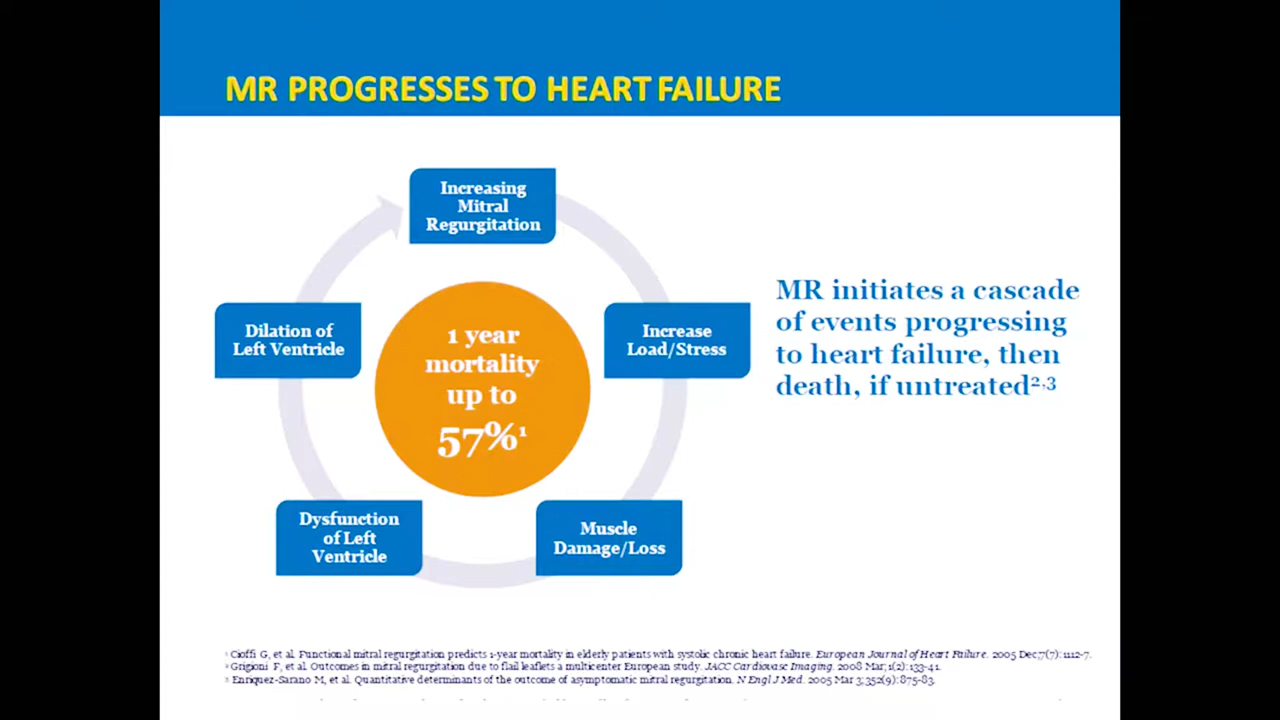 MR PROGRESSES TO HEART FAILURE
Increasing
Mitral
Regurgitation
Increase
Load/Stress
Muscle
Damage/Loss
Dysfunction
of Left
Ventricle
Dilation of
Left Ventricle
1 year
mortality
up to
57%¹
MR initiates a cascade
of events progressing
to heart failure, then
death, if untreated²,³
¹ Cioffi G, et al. Functional mitral regurgitation predicts 1-year mortality in elderly patients with systolic chronic heart failure. European Journal of Heart Failure. 2005 Dec;7(7):1112-7.
² Grigioni F, et al. Outcomes in mitral regurgitation due to flail leaflets a multicenter European study. JACC Cardiovasc Imaging. 2008 Mar;1(2):133-41.
³ Enriquez-Sarano M, et al. Quantitative determinants of the outcome of asymptomatic mitral regurgitation. N Engl J Med. 2005 Mar 3;352(9):875-83.